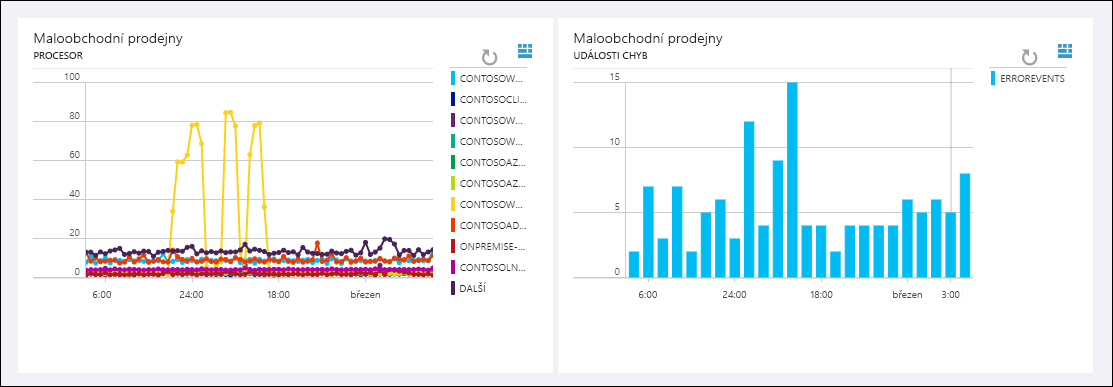 Maloobchodní prodejny
PROCESOR
100
80
60
40
20
0
6:00
24:00
18:00
březen
CONTOSOW...
CONTOSOCLI...
CONTOSOW...
CONTOSOW...
CONTOSOAZ...
CONTOSOAZ...
CONTOSOW...
CONTOSOAD...
ONPREMISE-...
CONTOSOLN...
DALŠÍ
Maloobchodní prodejny
UDÁLOSTI CHYB
15
10
5
0
6:00
24:00
18:00
březen
3:00
ERROREVENTS